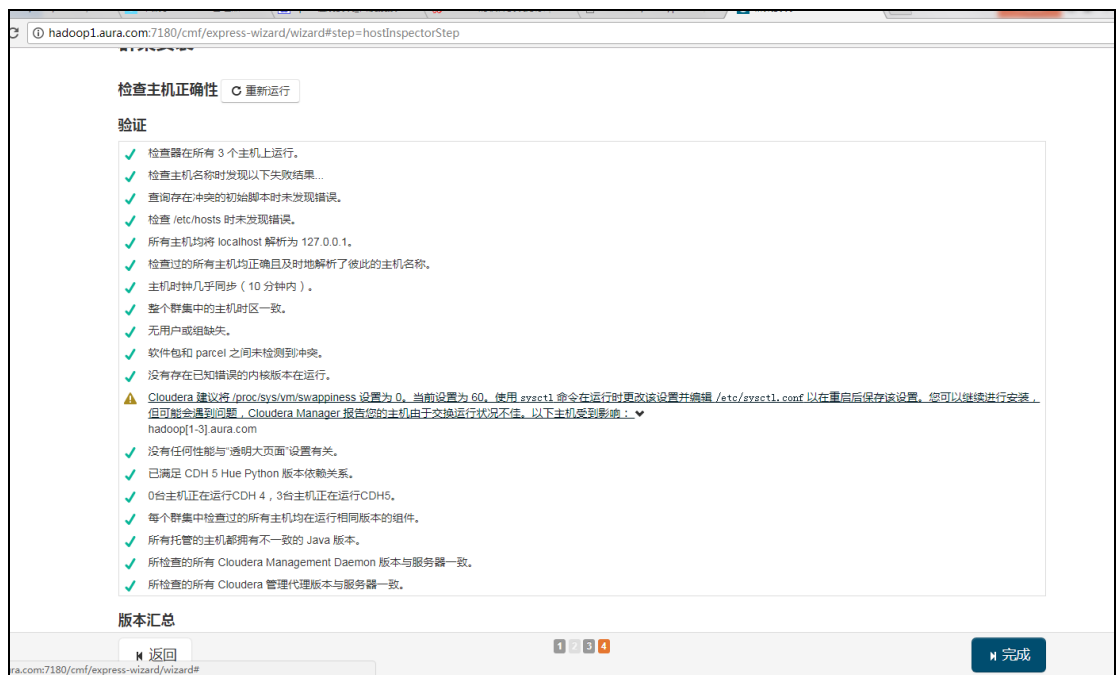 hadoop1.aura.com:7180/cmf/express-wizard/wizard#step=hostInspectorStep
检查主机正确性 重新运行
验证
检查器在所有 3 个主机上运行。
检查主机名称时发现以下失败结果...
查询存在冲突的初始脚本时未发现错误。
检查 /etc/hosts 时未发现错误。
所有主机均将 localhost 解析为 127.0.0.1。
检查过的所有主机均正确且及时地解析了彼此的主机名称。
主机时钟几乎同步（10 分钟内）。
整个群集中的主机时区一致。
无用户或组缺失。
软件包和 parcel 之间未检测到冲突。
没有存在已知错误的内核版本在运行。
Cloudera 建议将 /proc/sys/vm/swappiness 设置为 0。当前设置为 60。使用 sysctl 命令在运行时更改该设置并编辑 /etc/sysctl.conf 以在重启后保存该设置。您可以继续进行安装，
但可能会遇到问题，Cloudera Manager 报告您的主机由于交换运行状况不佳。以下主机受到影响：
hadoop[1-3].aura.com
没有任何性能与“透明大页面”设置有关。
已满足 CDH 5 Hue Python 版本依赖关系。
0台主机正在运行CDH 4，3台主机正在运行CDH5。
每个群集中检查过的所有主机均在运行相同版本的组件。
所有托管的主机都拥有不一致的 Java 版本。
所检查的所有 Cloudera Management Daemon 版本与服务器一致。
所检查的所有 Cloudera 管理代理版本与服务器一致。
版本汇总
返回 1 2 3 4 完成
ra.com:7180/cmf/express-wizard/wizard#